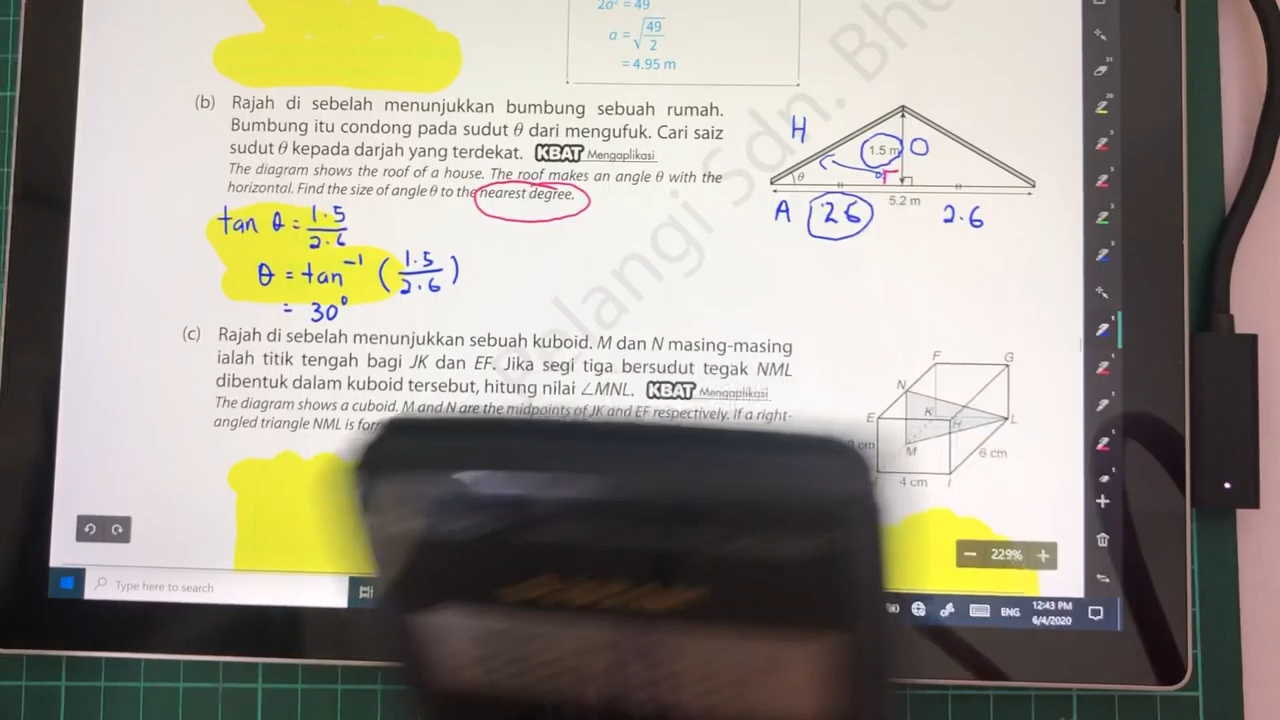 2a² = 49
a = √49/2
= 4.95 m
(b) Rajah di sebelah menunjukkan bumbung sebuah rumah.
Bumbung itu condong pada sudut θ dari mengufuk. Cari saiz
sudut θ kepada darjah yang terdekat. KBAT Mengaplikasi
The diagram shows the roof of a house. The roof makes an angle θ with the
horizontal. Find the size of angle θ to the nearest degree.
H
1.5 m
O
θ
5.2 m
A
2.6
2.6
tan θ = 1.5/2.6
θ = tan⁻¹ (1.5/2.6)
= 30°
(c) Rajah di sebelah menunjukkan sebuah kuboid. M dan N masing-masing
ialah titik tengah bagi JK dan EF. Jika segi tiga bersudut tegak NML
dibentuk dalam kuboid tersebut, hitung nilai ∠MNL. KBAT Mengaplikasi
The diagram shows a cuboid. M and N are the midpoints of JK and EF respectively. If a right-
angled triangle NML is
F
G
N
E
K
H
L
cm
M
6 cm
4 cm
Pelangi Sdn. Bh
229%
Type here to search
ENG
12:43 PM
6/4/2020